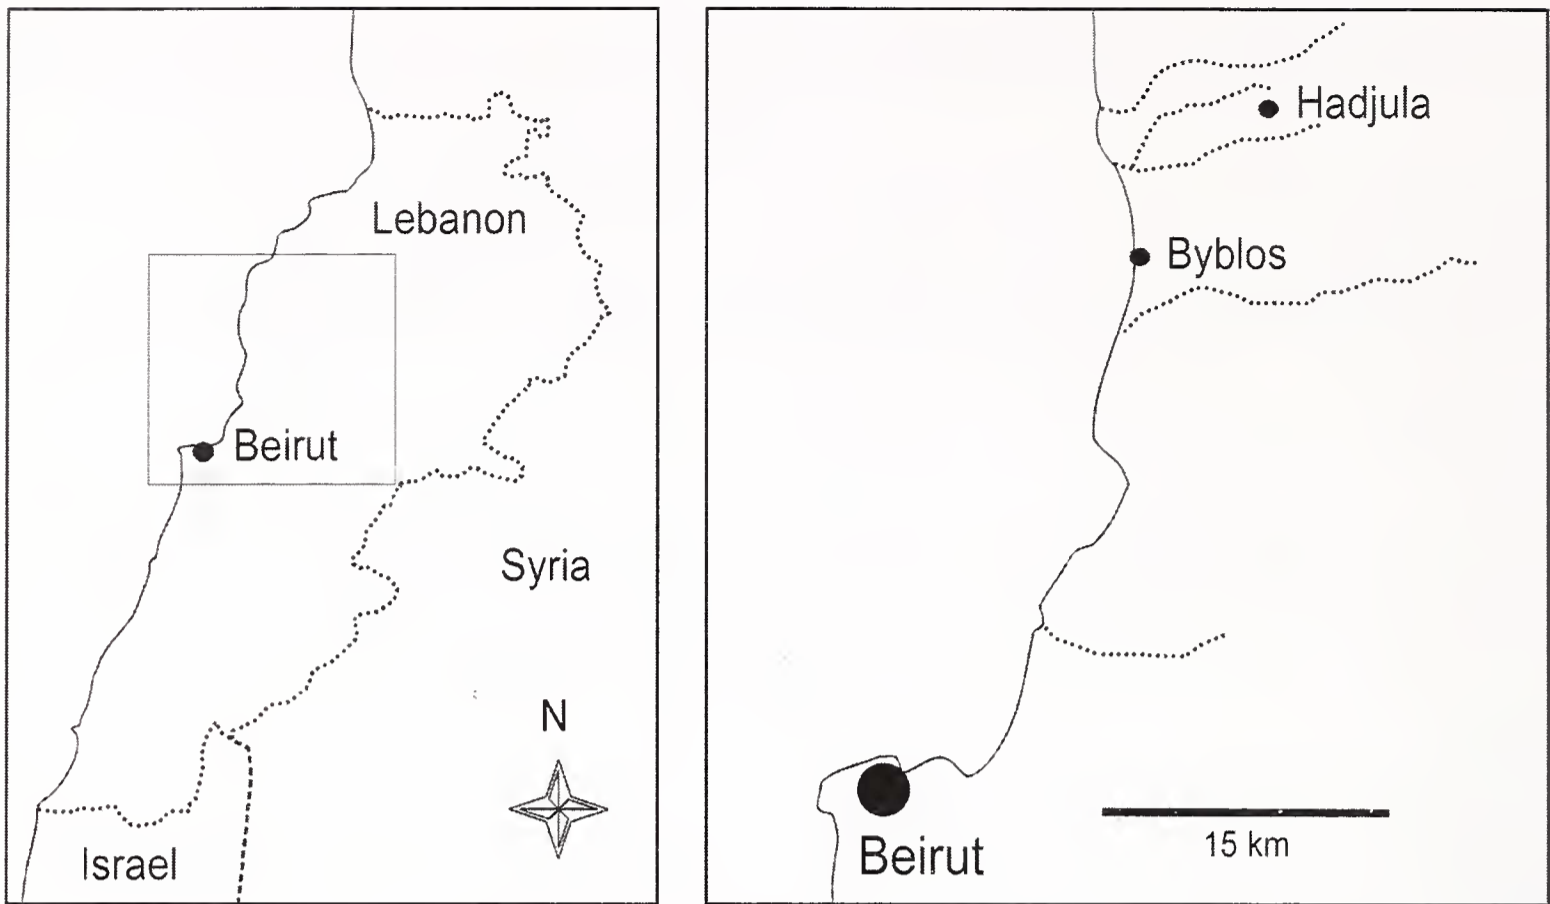 Lebanon
Beirut
Syria
N
Israel
Hadjula
Byblos
Beirut
15 km